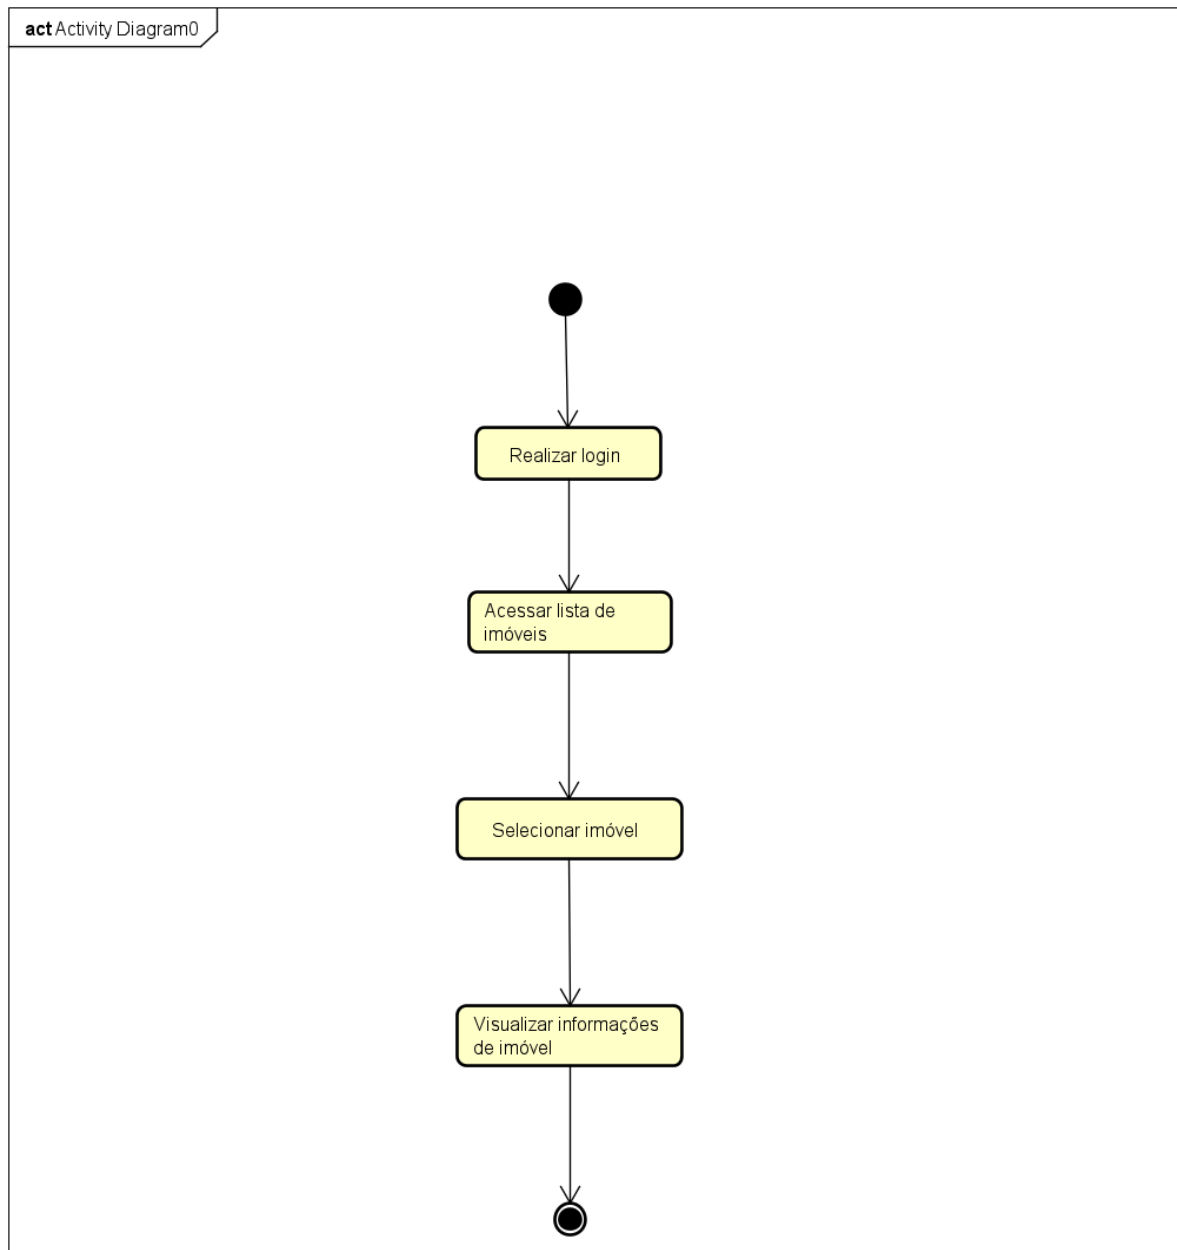 act Activity Diagram0
Realizar login
Acessar lista de
imóveis
Selecionar imóvel
Visualizar informações
de imóvel